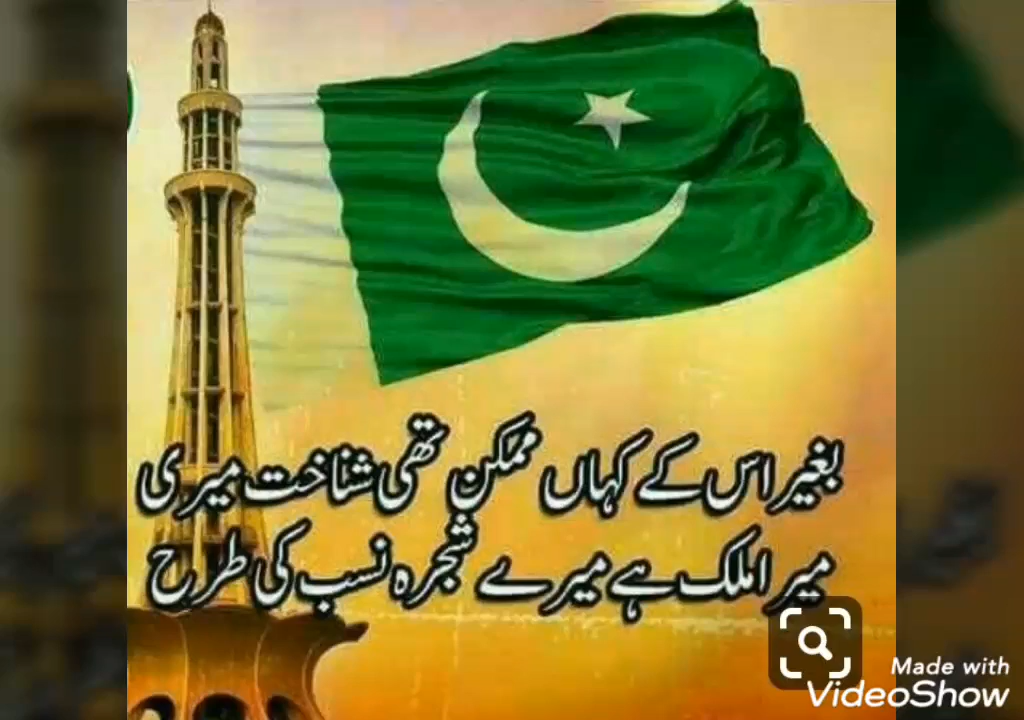 بغیر اس کے کہاں ممکن تھی شناخت میری
میرا ملک ہے میرے شجرہ نسب کی طرح
Made with
VideoShow